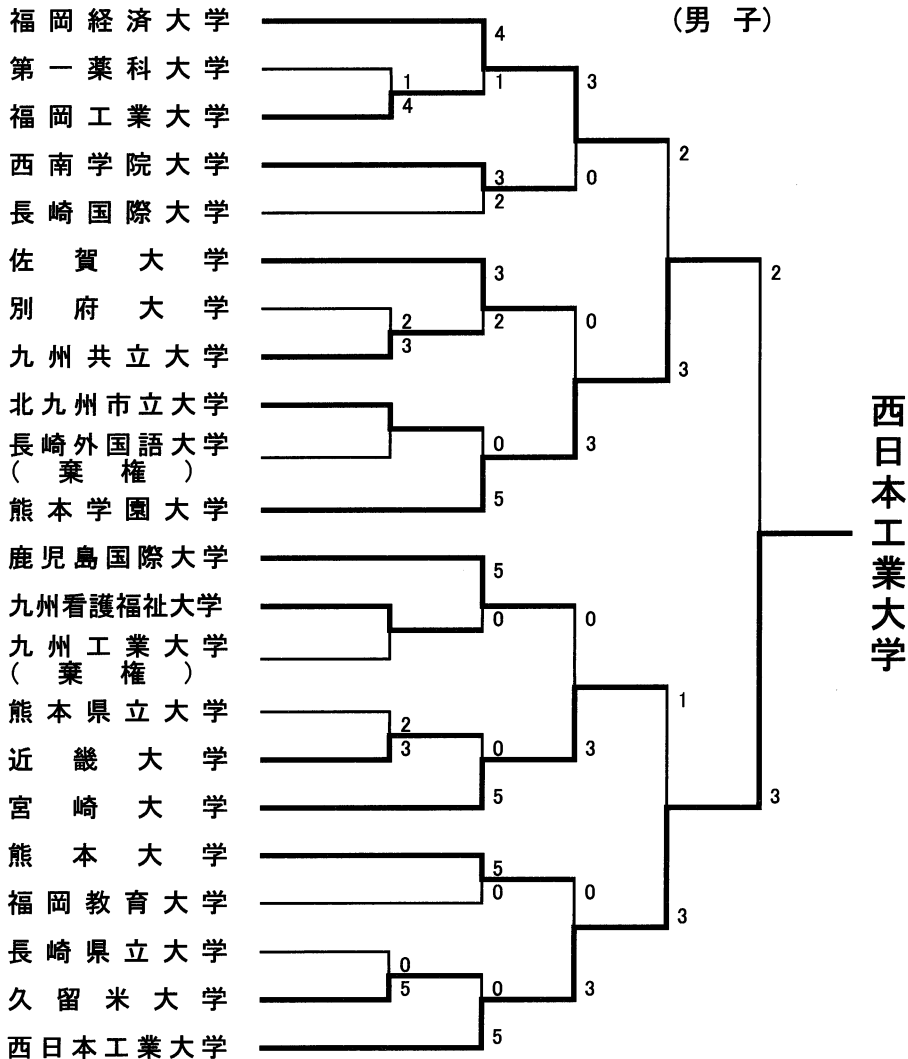 (男 子)
福岡経済大学
4
第一薬科大学
1
1
3
4
福岡工業大学
2
西南学院大学
3
0
2
長崎国際大学
佐賀大学
3
2
別府大学
2
2
0
3
九州共立大学
3
北九州市立大学
長崎外国語大学
0
3
(棄権)
5
熊本学園大学
鹿児島国際大学
5
九州看護福祉大学
0
0
九州工業大学
(棄権)
1
熊本県立大学
2
3
0
3
近畿大学
5
3
宮崎大学
熊本大学
5
0
0
福岡教育大学
3
長崎県立大学
0
5
0
3
久留米大学
5
西日本工業大学
西日本工業大学